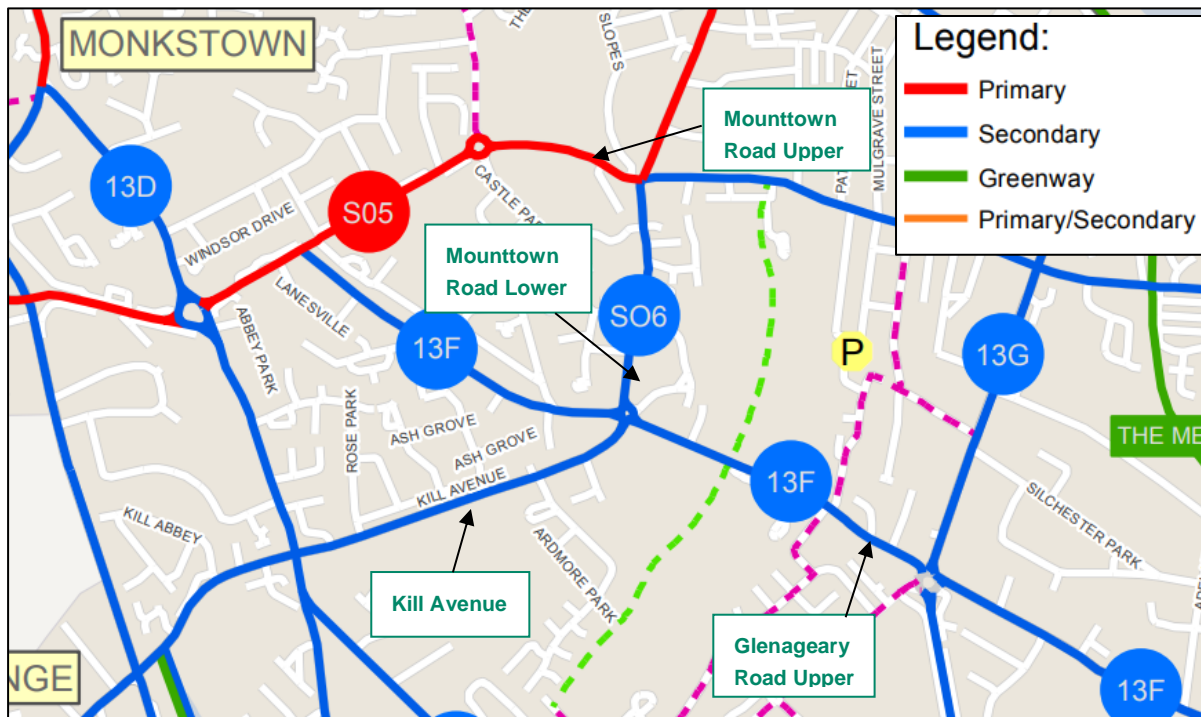 MONKSTOWN
THE
SLOPES
Legend:
Primary
Secondary
Greenway
Primary/Secondary
Mounttown
Road Upper
MULGRAVE STREET
13D
S05
CASTLE PAR
WINDSOR DRIVE
Mounttown
Road Lower
LANESVILLE
ABBEY PARK
13F
SO6
P
13G
THE ME
ROSE PARK
ASH GROVE
ASH GROVE
KILL AVENUE
13F
SILCHESTER PARK
KILL ABBEY
ARDMORE PARK
Kill Avenue
Glenageary
Road Upper
NGE
13F